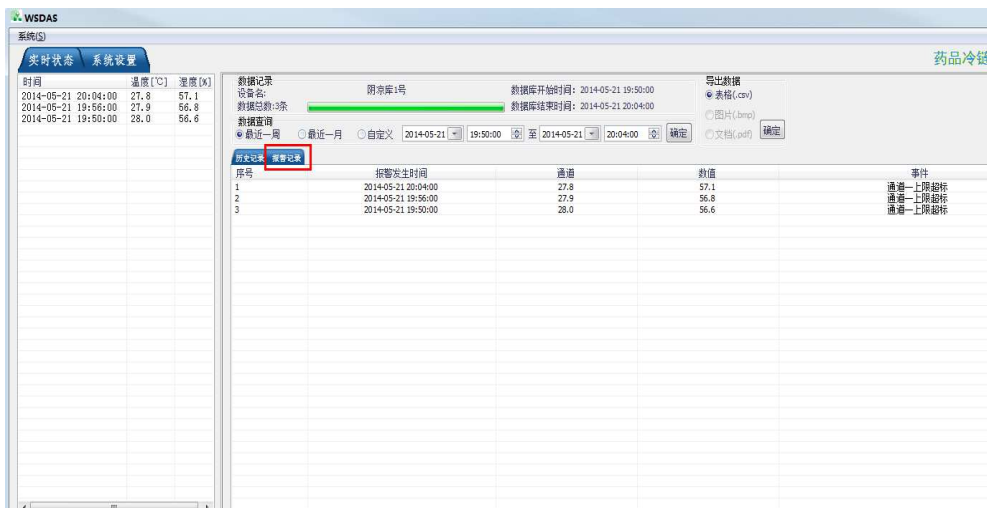 WSDAS
系统(S)
实时状态 系统设置
药品冷链
时间 温度[℃] 湿度[%]
2014-05-21 20:04:00 27.8 57.1
2014-05-21 19:56:00 27.9 56.8
2014-05-21 19:50:00 28.0 56.6
数据记录
设备名: 阴凉库1号 数据库开始时间: 2014-05-21 19:50:00
数据总数:3条 数据库结束时间: 2014-05-21 20:04:00
数据查询
最近一周 最近一月 自定义 2014-05-21 19:50:00 至 2014-05-21 20:04:00 确定
导出数据
表格(.csv)
图片(.bmp)
文档(.pdf) 确定
历史记录 报警记录
序号 报警发生时间 通道 数值 事件
1 2014-05-21 20:04:00 27.8 57.1 通道一上限超标
2 2014-05-21 19:56:00 27.9 56.8 通道一上限超标
3 2014-05-21 19:50:00 28.0 56.6 通道一上限超标